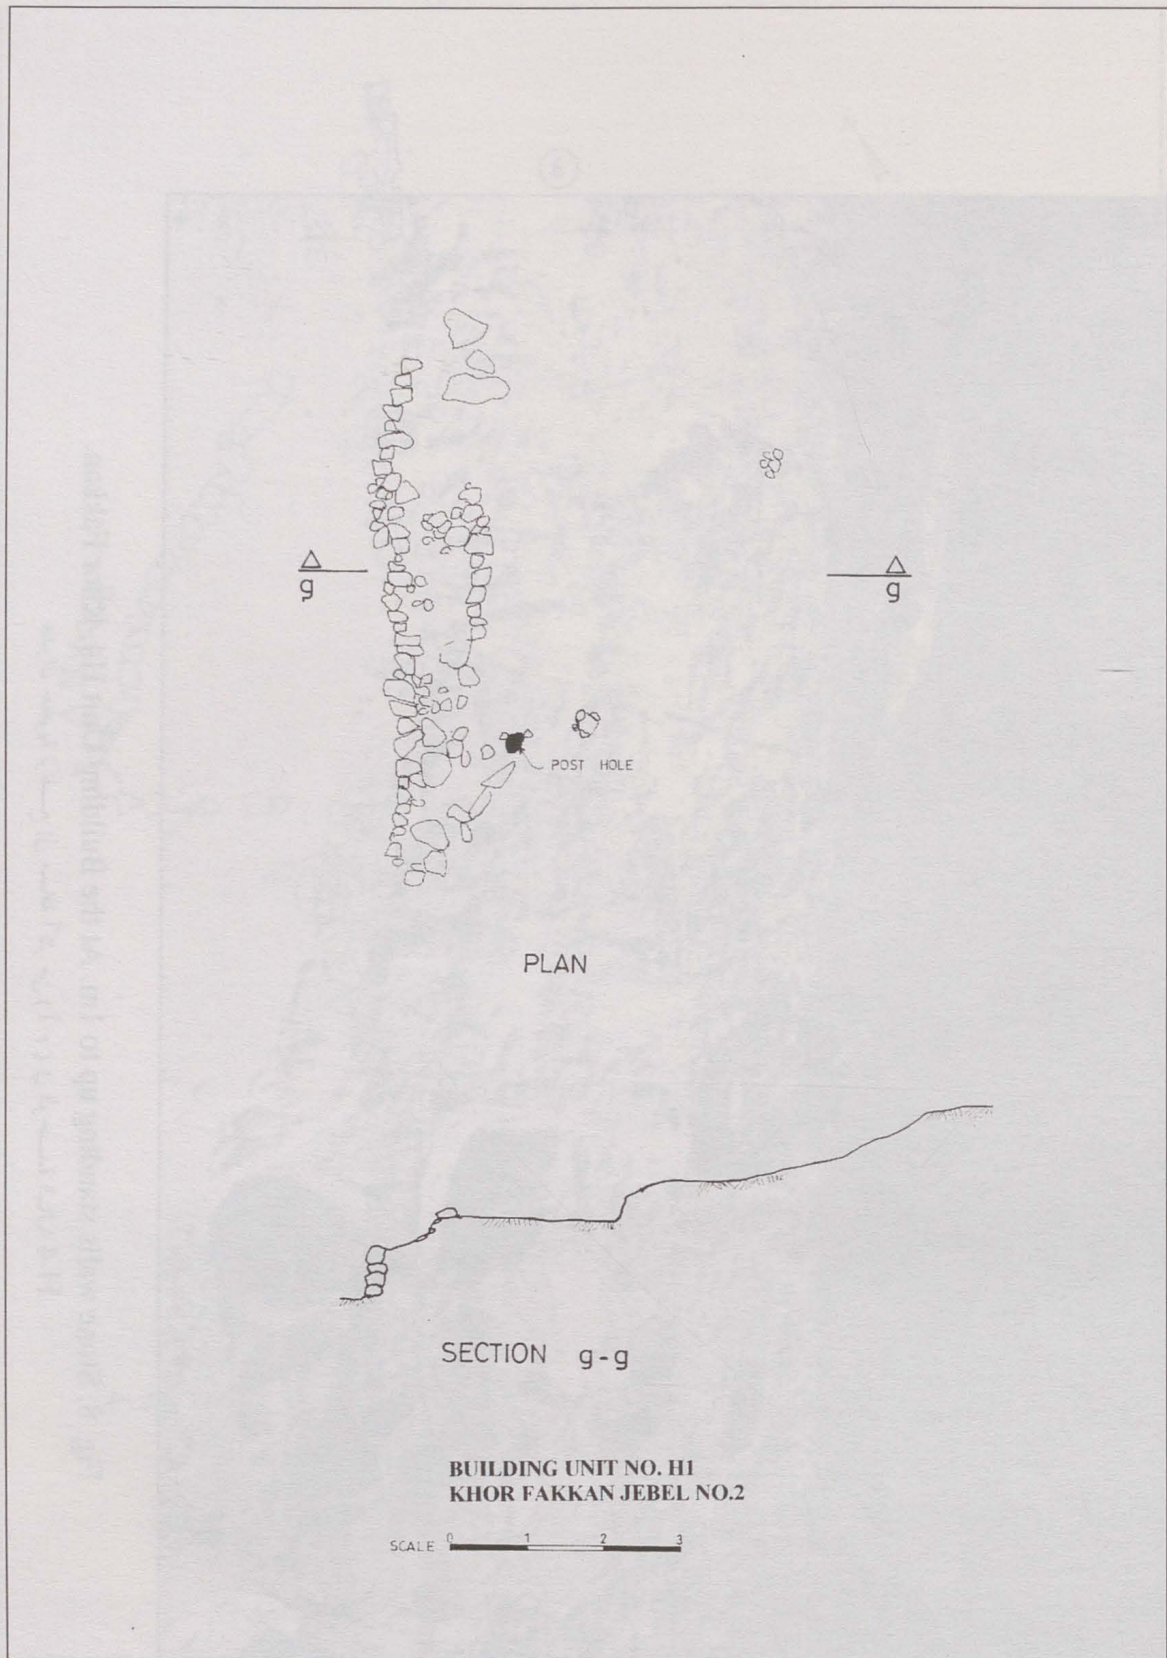 g
g
POST HOLE
PLAN
SECTION g-g
BUILDING UNIT NO. H1
KHOR FAKKAN JEBEL NO.2
SCALE 0 1 2 3